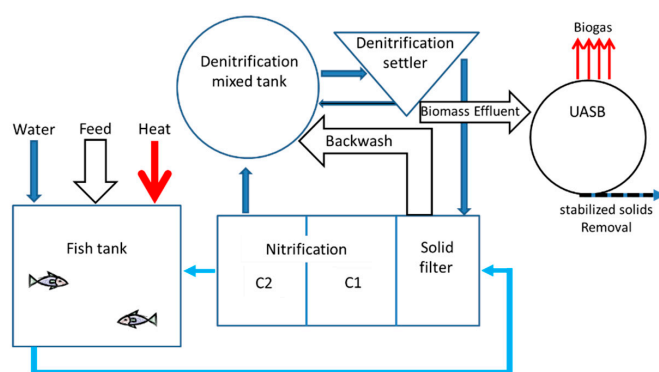 Biogas
Denitrification
mixed tank
Denitrification
settler
Water
Feed
Heat
Backwash
Biomass Effluent
UASB
stabilized solids
Removal
Fish tank
Nitrification
C2
C1
Solid
filter